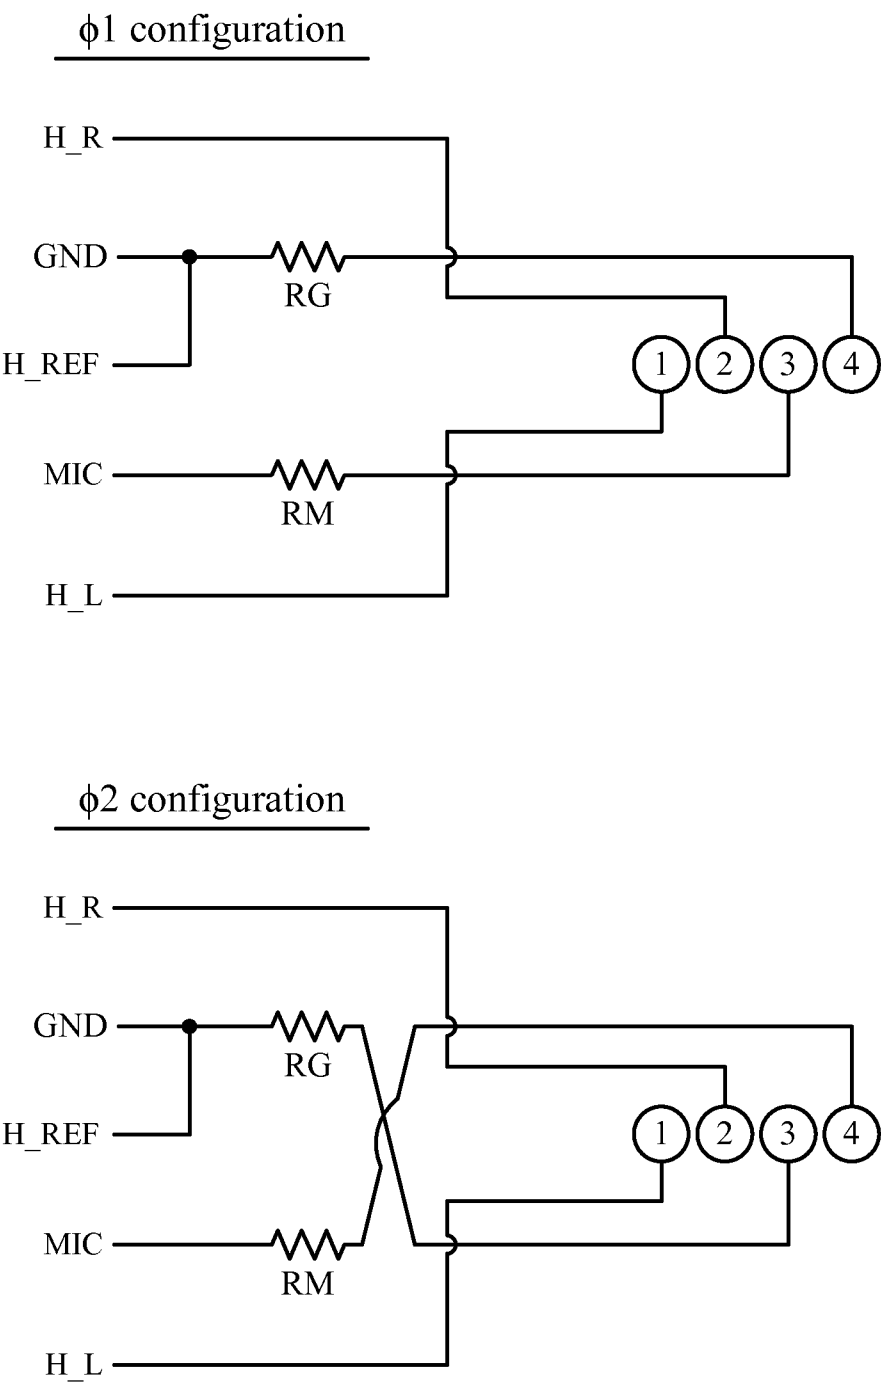 ϕ1 configuration
H_R
GND
RG
H_REF
1 2 3 4
MIC
RM
H_L
ϕ2 configuration
H_R
GND
RG
H_REF
1 2 3 4
MIC
RM
H_L